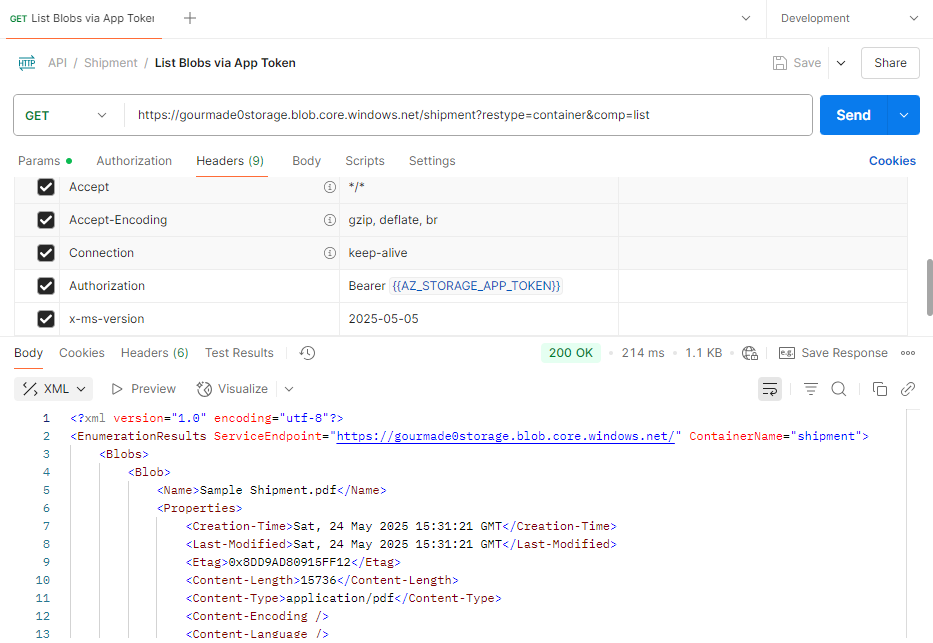 GET List Blobs via App Toker
Development
HTTP API / Shipment / List Blobs via App Token
Save
Share
GET
https://gourmade0storage.blob.core.windows.net/shipment?restype=container&comp=list
Send
Params
Authorization
Headers (9)
Body
Scripts
Settings
Cookies
Accept
*/*
Accept-Encoding
gzip, deflate, br
Connection
keep-alive
Authorization
Bearer {{AZ_STORAGE_APP_TOKEN}}
x-ms-version
2025-05-05
Body
Cookies
Headers (6)
Test Results
200 OK
214 ms
1.1 KB
e.g.
Save Response
XML
Preview
Visualize
1 <?xml version="1.0" encoding="utf-8"?>
2 <EnumerationResults ServiceEndpoint="https://gourmade0storage.blob.core.windows.net/" ContainerName="shipment">
3 <Blobs>
4 <Blob>
5 <Name>Sample Shipment.pdf</Name>
6 <Properties>
7 <Creation-Time>Sat, 24 May 2025 15:31:21 GMT</Creation-Time>
8 <Last-Modified>Sat, 24 May 2025 15:31:21 GMT</Last-Modified>
9 <Etag>0x8DD9AD80915FF12</Etag>
10 <Content-Length>15736</Content-Length>
11 <Content-Type>application/pdf</Content-Type>
12 <Content-Encoding />
13 <Content-Language />